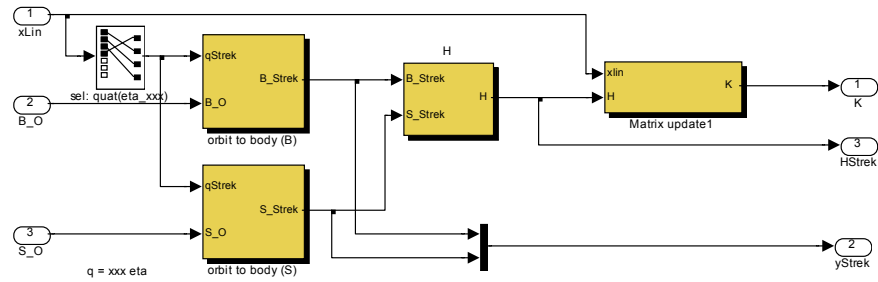 1
xLin
sel: quat(eta_xxx)
2
B_O
qStrek
B_O
B_Strek
orbit to body (B)
H
B_Strek
S_Strek
H
xlin
H
K
Matrix update1
1
K
3
HStrek
qStrek
S_O
S_Strek
orbit to body (S)
3
S_O
q = xxx eta
2
yStrek